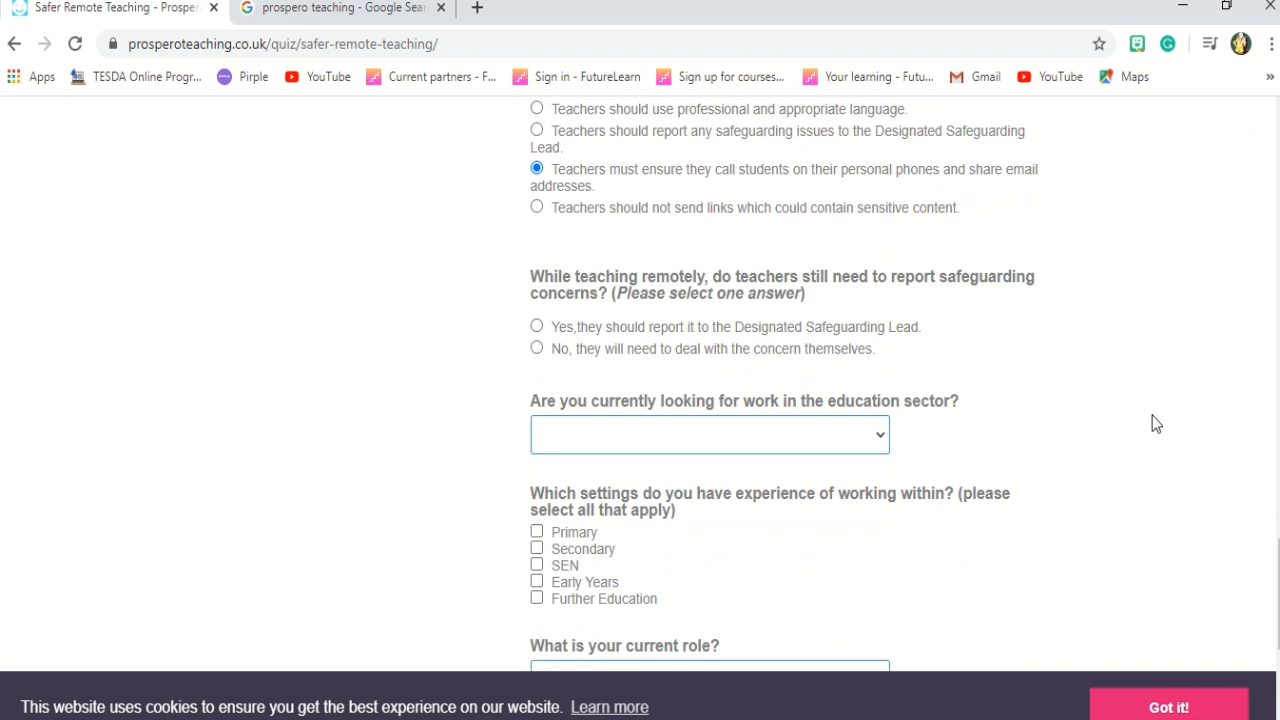 Safer Remote Teaching - Prosper
prospero teaching - Google Sear
prosperoteaching.co.uk/quiz/safer-remote-teaching/
Apps TESDA Online Progr... Pirple YouTube Current partners - F... Sign in - FutureLearn Sign up for courses... Your learning - Futu... Gmail YouTube Maps »
Teachers should use professional and appropriate language.
Teachers should report any safeguarding issues to the Designated Safeguarding
Lead.
Teachers must ensure they call students on their personal phones and share email
addresses.
Teachers should not send links which could contain sensitive content.
While teaching remotely, do teachers still need to report safeguarding
concerns? (Please select one answer)
Yes,they should report it to the Designated Safeguarding Lead.
No, they will need to deal with the concern themselves.
Are you currently looking for work in the education sector?
Which settings do you have experience of working within? (please
select all that apply)
Primary
Secondary
SEN
Early Years
Further Education
What is your current role?
This website uses cookies to ensure you get the best experience on our website. Learn more
Got it!